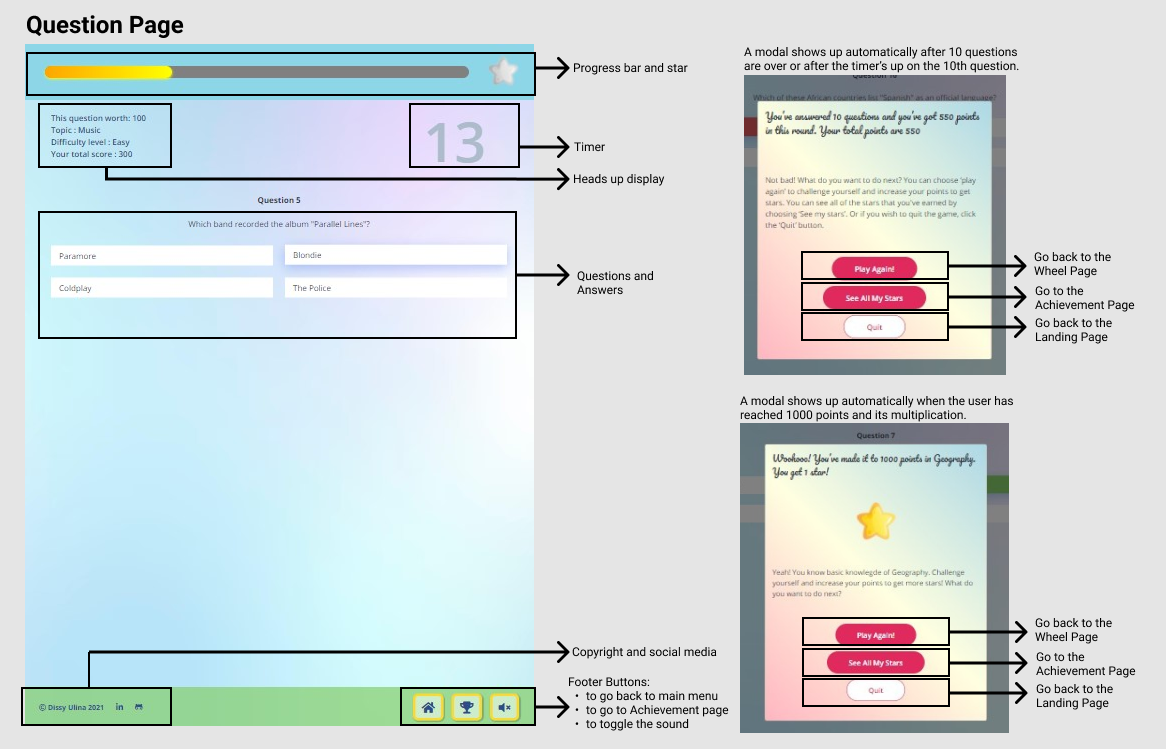 Question Page
Progress bar and star
This question worth: 100
Topic : Music
Difficulty level : Easy
Your total score : 300
13
Timer
Heads up display
Question 5
Which band recorded the album "Parallel Lines"?
Paramore
Blondie
Coldplay
The Police
Questions and
Answers
Copyright and social media
© Dissy Ulina 2021
in
Footer Buttons:
• to go back to main menu
• to go to Achievement page
• to toggle the sound
A modal shows up automatically after 10 questions
are over or after the timer's up on the 10th question.
Question 10
Which of these African countries list "Spanish" as an official language?
You've answered 10 questions and you've got 550 points
in this round. Your total points are 550
Not bad! What do you want to do next? You can choose 'play
again' to challenge yourself and increase your points to get
stars. You can see all of the stars that you've earned by
choosing 'See my stars'. Or if you wish to quit the game, click
the 'Quit' button.
Play Again!
See All My Stars
Quit
Go back to the
Wheel Page
Go to the
Achievement Page
Go back to the
Landing Page
A modal shows up automatically when the user has
reached 1000 points and its multiplication.
Question 7
Woohooo! You've made it to 1000 points in Geography.
You get 1 star!
Yeah! You know basic knowlegde of Geography. Challenge
yourself and increase your points to get more stars! What do
you want to do next?
Play Again!
See All My Stars
Quit
Go back to the
Wheel Page
Go to the
Achievement Page
Go back to the
Landing Page